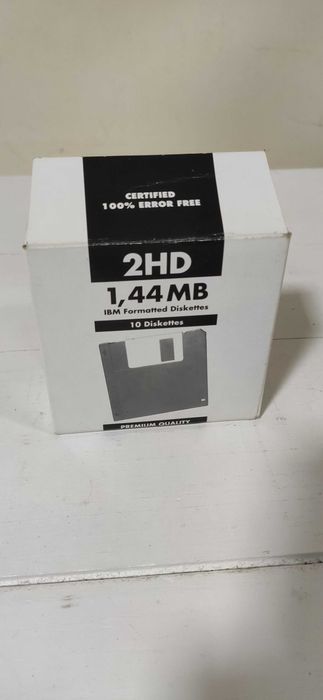 CERTIFIED
100% ERROR FREE
2HD
1,44 MB
IBM Formatted Diskettes
10 Diskettes
PREMIUM QUALITY